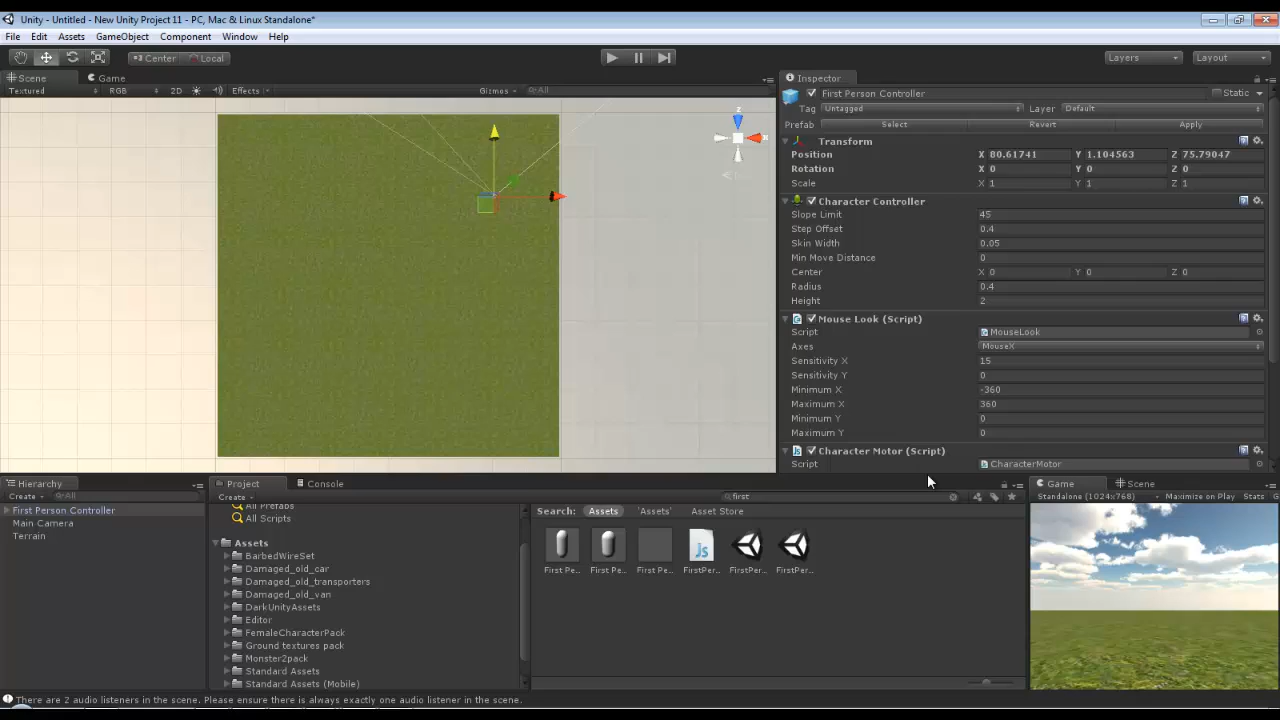 Unity - Untitled - New Unity Project 11 - PC, Mac & Linux Standalone*
File Edit Assets GameObject Component Window Help
Center Local Layers Layout
Scene Game
Textured RGB 2D Effects Gizmos All
z
x
Inspector
First Person Controller Static
Tag Untagged Layer Default
Prefab Select Revert Apply
Transform
Position X 80.61741 Y 1.104563 Z 75.79047
Rotation X 0 Y 0 Z 0
Scale X 1 Y 1 Z 1
Character Controller
Slope Limit 45
Step Offset 0.4
Skin Width 0.05
Min Move Distance 0
Center X 0 Y 0 Z 0
Radius 0.4
Height 2
Mouse Look (Script)
Script MouseLook
Axes MouseX
Sensitivity X 15
Sensitivity Y 0
Minimum X -360
Maximum X 360
Minimum Y 0
Maximum Y 0
Character Motor (Script)
Script CharacterMotor
Hierarchy
Create All
First Person Controller
Main Camera
Terrain
Project Console
Create first
All Prefabs
All Scripts
Assets
BarbedWireSet
Damaged_old_car
Damaged_old_transporters
Damaged_old_van
DarkUnityAssets
Editor
FemaleCharacterPack
Ground textures pack
Monster2pack
Standard Assets
Standard Assets (Mobile)
Search: Assets 'Assets' Asset Store
js
First Pe... First Pe... First Pe... FirstPer... FirstPer... FirstPer...
Game Scene
Standalone (1024x768) Maximize on Play Stats G
There are 2 audio listeners in the scene. Please ensure there is always exactly one audio listener in the scene.